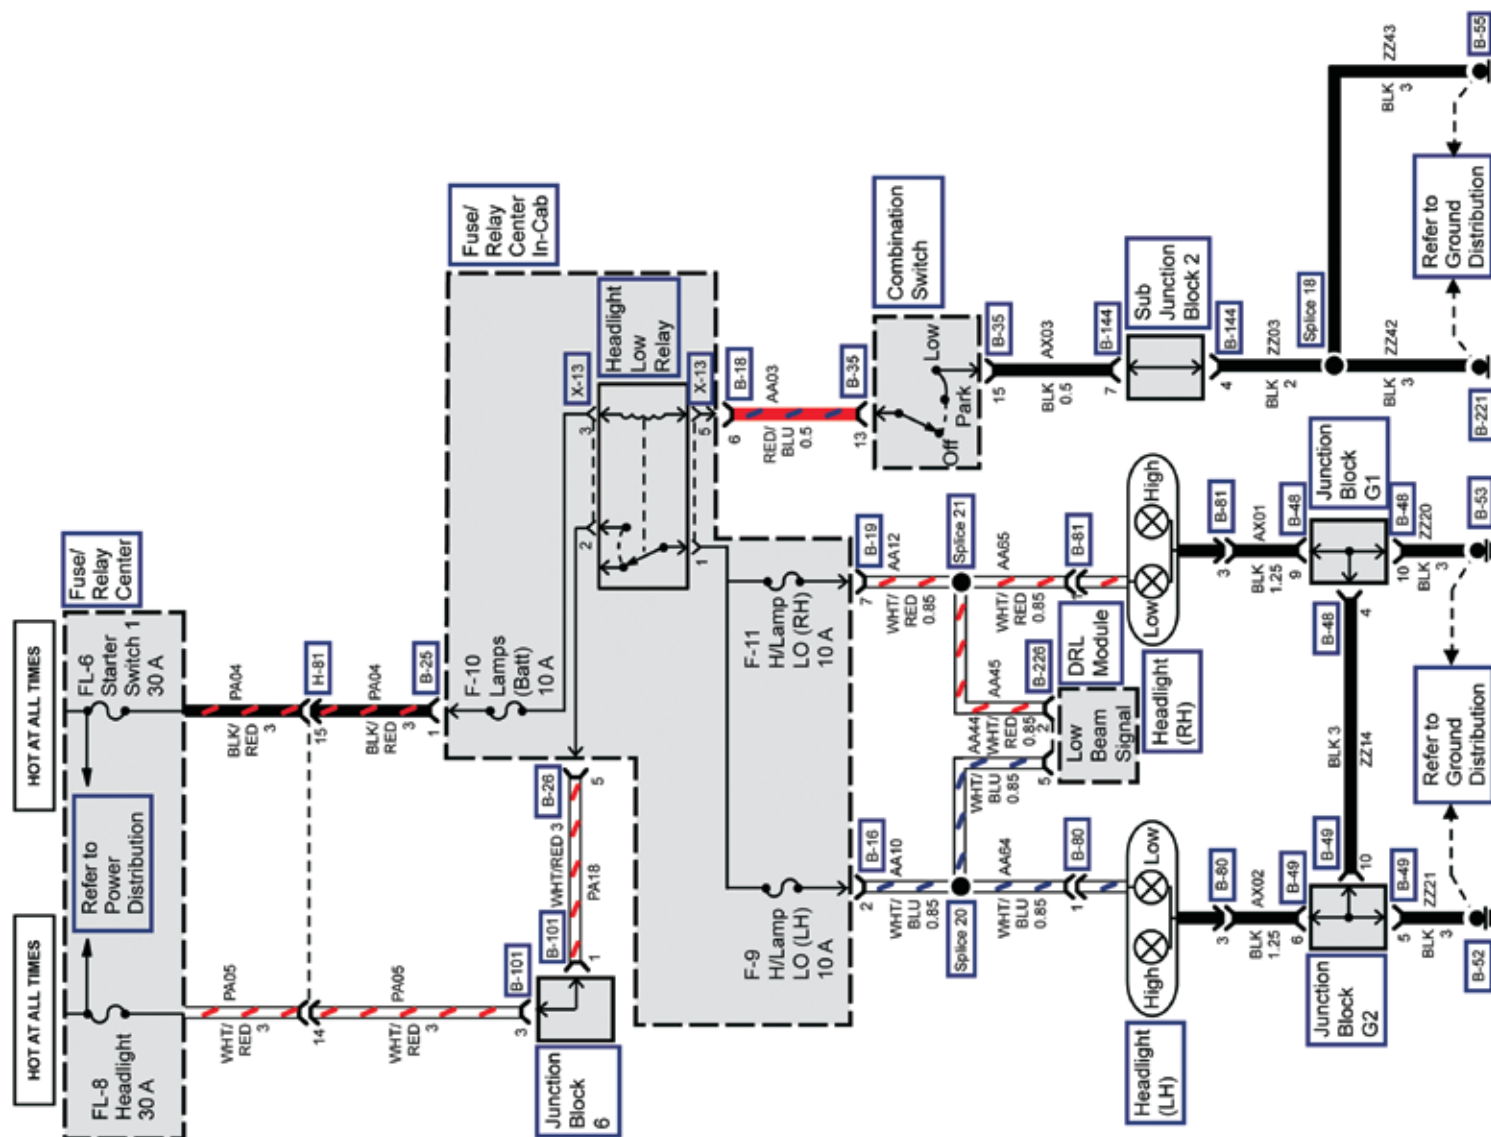 HOT AT ALL TIMES
HOT AT ALL TIMES
FL-8
Headlight
30 A
Refer to
Power
Distribution
FL-6
Starter
Switch 1
30 A
Fuse/
Relay
Center
WHT/
RED
3
PA05
14
WHT/
RED
3
PA05
3
B-101
Junction
Block
6
B-101
1
WHT/RED 3
PA18
B-26
5
BLK/
RED
3
PA04
15
H-81
BLK/
RED
3
PA04
1
B-25
Fuse/
Relay
Center
In-Cab
F-10
Lamps
(Batt)
10 A
X-13
3
2
Headlight
Low
Relay
X-13
5
1
F-9
H/Lamp
LO (LH)
10 A
F-11
H/Lamp
LO (RH)
10 A
B-18
6
RED/
BLU
0.5
AA03
13
B-35
Combination
Switch
Off
Park
Low
15
B-35
BLK
0.5
AX03
7
B-144
Sub
Junction
Block 2
4
B-144
BLK
2
ZZ03
Splice 18
BLK
3
ZZ42
BLK
3
ZZ43
B-221
B-55
Refer to
Ground
Distribution
2
B-16
WHT/
BLU
0.85
AA10
Splice 20
WHT/
BLU
0.85
AA64
1
B-80
WHT/
BLU
0.85
AA44
5
7
B-19
WHT/
RED
0.85
AA12
Splice 21
WHT/
RED
0.85
AA65
B-81
WHT/
RED
0.85
AA45
2
B-226
DRL
Module
Low
Beam
Signal
Headlight
(LH)
High
Low
Headlight
(RH)
Low
High
3
B-80
BLK
1.25
AX02
6
B-49
Junction
Block
G2
5
B-49
BLK
3
ZZ21
B-52
B-49
10
BLK 3
ZZ14
B-48
4
3
B-81
BLK
1.25
AX01
9
B-48
Junction
Block
G1
10
B-48
BLK
3
ZZ20
B-53
Refer to
Ground
Distribution